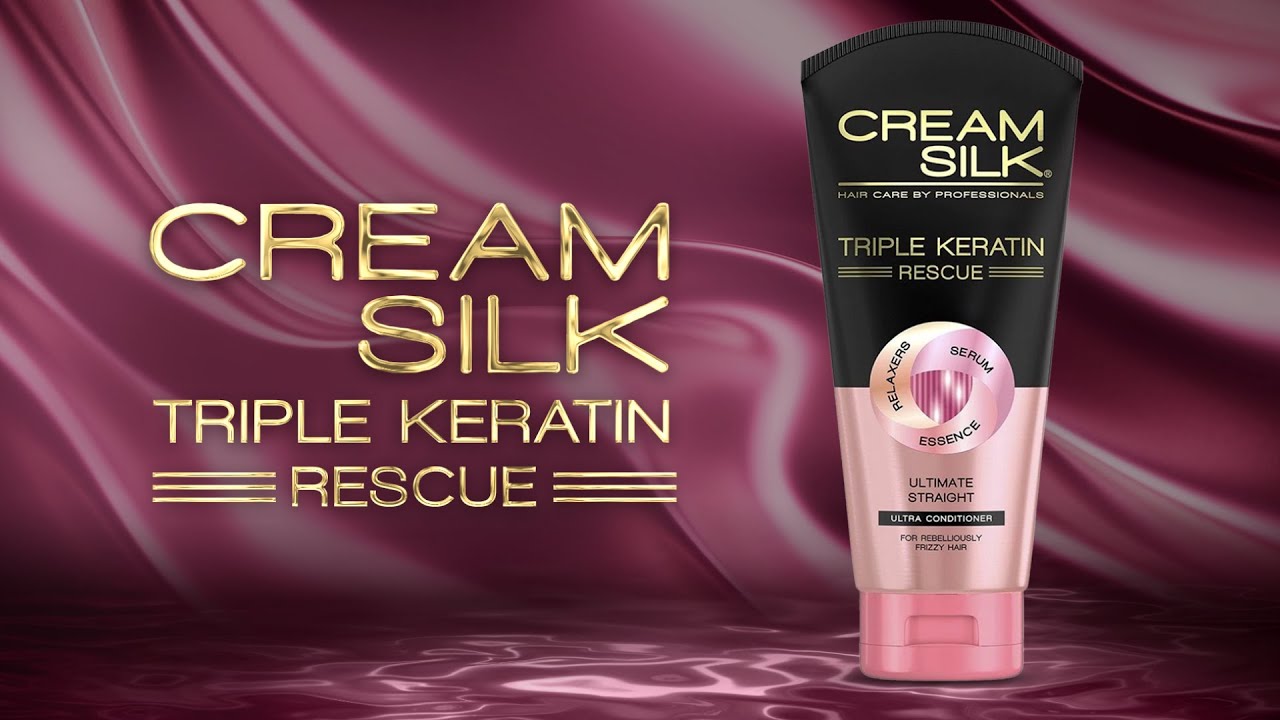 CREAM
SILK
TRIPLE KERATIN
RESCUE
CREAM
SILK®
HAIR CARE BY PROFESSIONALS
TRIPLE KERATIN
RESCUE
RELAXERS
SERUM
ESSENCE
ULTIMATE
STRAIGHT
ULTRA CONDITIONER
FOR REBELLIOUSLY
FRIZZY HAIR